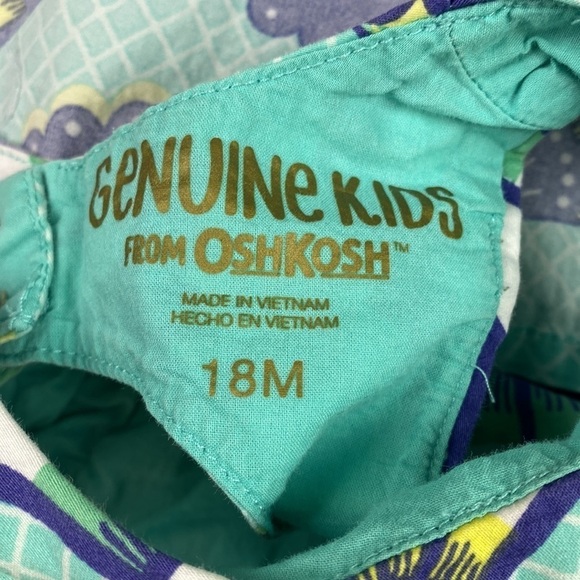 GeNUiNe KiDS
FROM OSHKOSH™
MADE IN VIETNAM
HECHO EN VIETNAM
18M